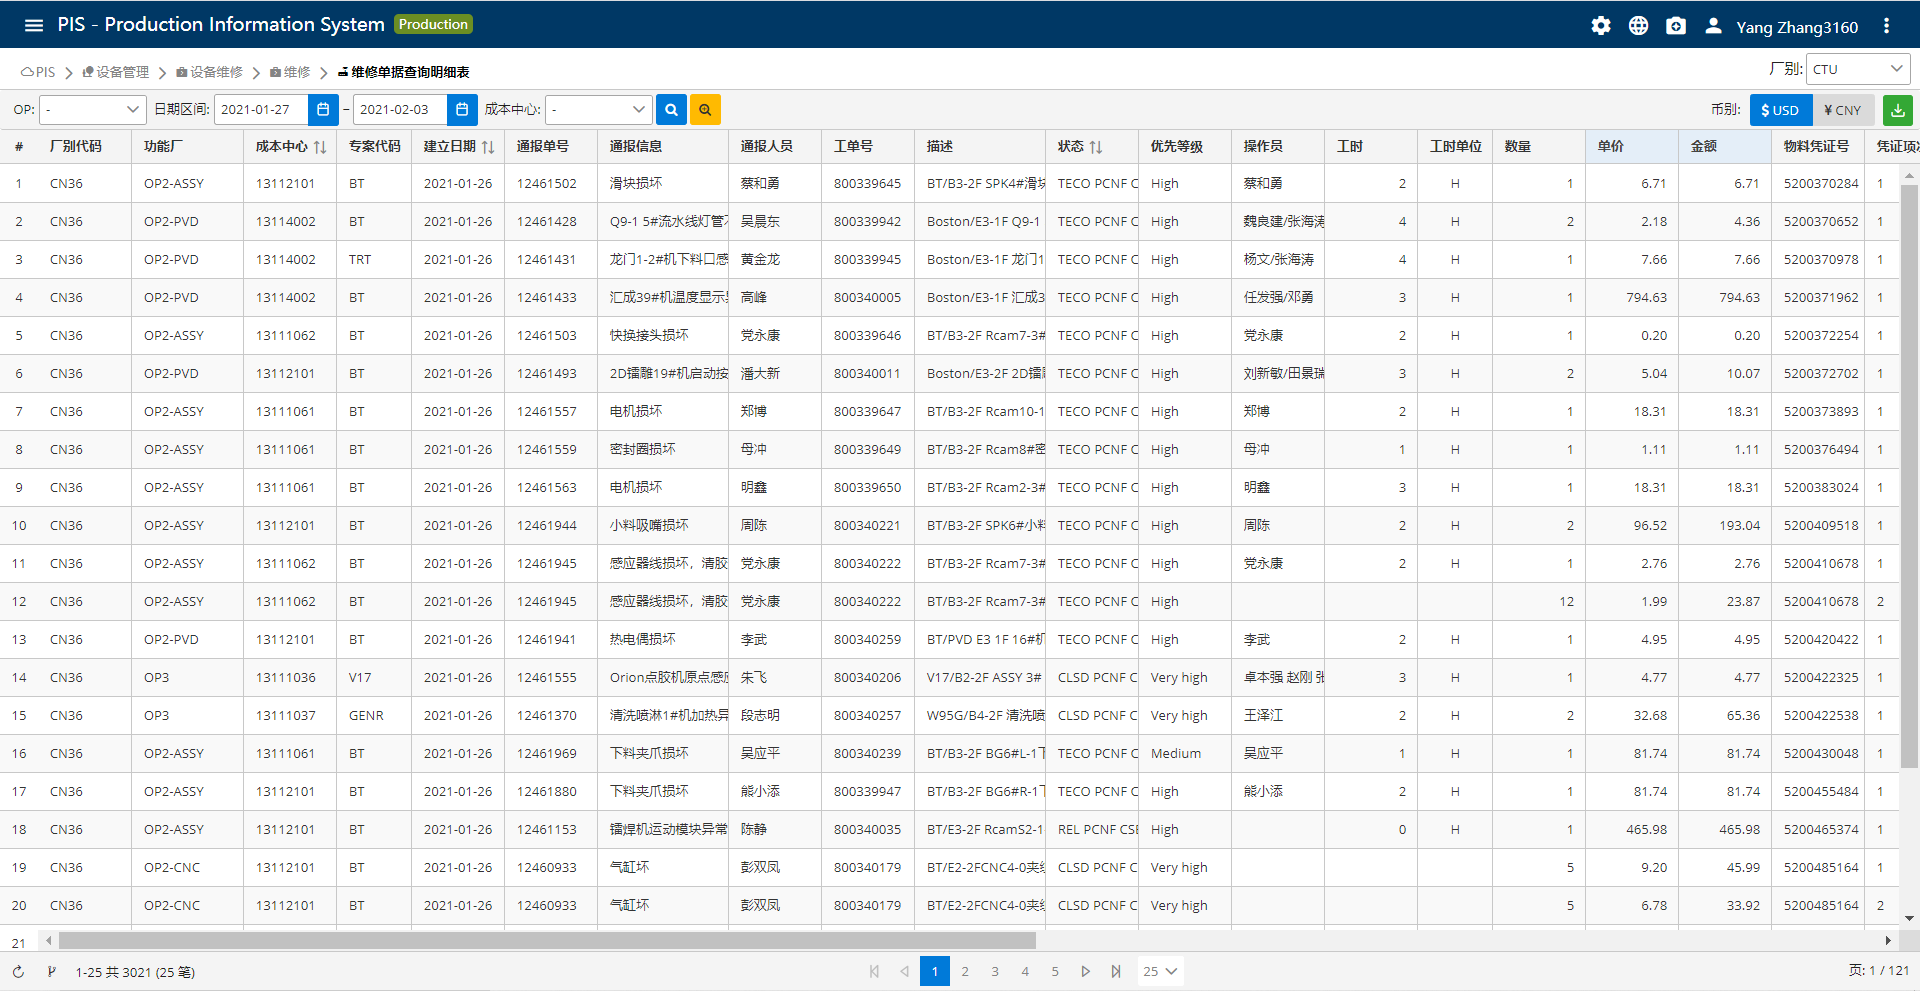 PIS - Production Information System Production Yang Zhang3160
PIS 设备管理 设备维修 维修 维修单据查询明细表 厂别: CTU
OP: - 日期区间: 2021-01-27 - 2021-02-03 成本中心: - 币别: $ USD ¥ CNY
# 厂别代码 功能厂 成本中心 专案代码 建立日期 通报单号 通报信息 通报人员 工单号 描述 状态 优先等级 操作员 工时 工时单位 数量 单价 金额 物料凭证号 凭证项次
1 CN36 OP2-ASSY 13112101 BT 2021-01-26 12461502 滑块损坏 蔡和勇 800339645 BT/B3-2F SPK4#滑块 TECO PCNF C High 蔡和勇 2 H 1 6.71 6.71 5200370284 1
2 CN36 OP2-PVD 13114002 BT 2021-01-26 12461428 Q9-1 5#流水线灯管不 吴晨东 800339942 Boston/E3-1F Q9-1 TECO PCNF C High 魏良建/张海涛 4 H 2 2.18 4.36 5200370652 1
3 CN36 OP2-PVD 13114002 TRT 2021-01-26 12461431 龙门1-2#机下料口感 黄金龙 800339945 Boston/E3-1F 龙门1 TECO PCNF C High 杨文/张海涛 4 H 1 7.66 7.66 5200370978 1
4 CN36 OP2-PVD 13114002 BT 2021-01-26 12461433 汇成39#机温度显示异 高峰 800340005 Boston/E3-1F 汇成3 TECO PCNF C High 任发强/邓勇 3 H 1 794.63 794.63 5200371962 1
5 CN36 OP2-ASSY 13111062 BT 2021-01-26 12461503 快换接头损坏 党永康 800339646 BT/B3-2F Rcam7-3# TECO PCNF C High 党永康 2 H 1 0.20 0.20 5200372254 1
6 CN36 OP2-PVD 13112101 BT 2021-01-26 12461493 2D镭雕19#机启动按 潘大新 800340011 Boston/E3-2F 2D镭雕 TECO PCNF C High 刘新敏/田景瑞 3 H 2 5.04 10.07 5200372702 1
7 CN36 OP2-ASSY 13111061 BT 2021-01-26 12461557 电机损坏 郑博 800339647 BT/B3-2F Rcam10-1 TECO PCNF C High 郑博 2 H 1 18.31 18.31 5200373893 1
8 CN36 OP2-ASSY 13111061 BT 2021-01-26 12461559 密封圈损坏 母冲 800339649 BT/B3-2F Rcam8#密 TECO PCNF C High 母冲 1 H 1 1.11 1.11 5200376494 1
9 CN36 OP2-ASSY 13111061 BT 2021-01-26 12461563 电机损坏 明鑫 800339650 BT/B3-2F Rcam2-3# TECO PCNF C High 明鑫 3 H 1 18.31 18.31 5200383024 1
10 CN36 OP2-ASSY 13112101 BT 2021-01-26 12461944 小料吸嘴损坏 周陈 800340221 BT/B3-2F SPK6#小料 TECO PCNF C High 周陈 2 H 2 96.52 193.04 5200409518 1
11 CN36 OP2-ASSY 13111062 BT 2021-01-26 12461945 感应器线损坏，清胶 党永康 800340222 BT/B3-2F Rcam7-3# TECO PCNF C High 党永康 2 H 1 2.76 2.76 5200410678 1
12 CN36 OP2-ASSY 13111062 BT 2021-01-26 12461945 感应器线损坏，清胶 党永康 800340222 BT/B3-2F Rcam7-3# TECO PCNF C High 12 1.99 23.87 5200410678 2
13 CN36 OP2-PVD 13112101 BT 2021-01-26 12461941 热电偶损坏 李武 800340259 BT/PVD E3 1F 16#机 TECO PCNF C High 李武 2 H 1 4.95 4.95 5200420422 1
14 CN36 OP3 13111036 V17 2021-01-26 12461555 Orion点胶机原点感应 朱飞 800340206 V17/B2-2F ASSY 3# CLSD PCNF C Very high 卓本强 赵刚 张 3 H 1 4.77 4.77 5200422325 1
15 CN36 OP3 13111037 GENR 2021-01-26 12461370 清洗喷淋1#机加热异 段志明 800340257 W95G/B4-2F 清洗喷 CLSD PCNF C Very high 王泽江 2 H 2 32.68 65.36 5200422538 1
16 CN36 OP2-ASSY 13111061 BT 2021-01-26 12461969 下料夹爪损坏 吴应平 800340239 BT/B3-2F BG6#L-1下 TECO PCNF C Medium 吴应平 1 H 1 81.74 81.74 5200430048 1
17 CN36 OP2-ASSY 13112101 BT 2021-01-26 12461880 下料夹爪损坏 熊小添 800339947 BT/B3-2F BG6#R-1下 TECO PCNF C High 熊小添 2 H 1 81.74 81.74 5200455484 1
18 CN36 OP2-ASSY 13112101 BT 2021-01-26 12461153 镭焊机运动模块异常 陈静 800340035 BT/E3-2F RcamS2-1 REL PCNF CSE High 0 H 1 465.98 465.98 5200465374 1
19 CN36 OP2-CNC 13112101 BT 2021-01-26 12460933 气缸坏 彭双凤 800340179 BT/E2-2FCNC4-0夹 CLSD PCNF C Very high 5 9.20 45.99 5200485164 1
20 CN36 OP2-CNC 13112101 BT 2021-01-26 12460933 气缸坏 彭双凤 800340179 BT/E2-2FCNC4-0夹 CLSD PCNF C Very high 5 6.78 33.92 5200485164 2
21
1-25 共 3021 (25 笔) 1 2 3 4 5 25 页: 1 / 121